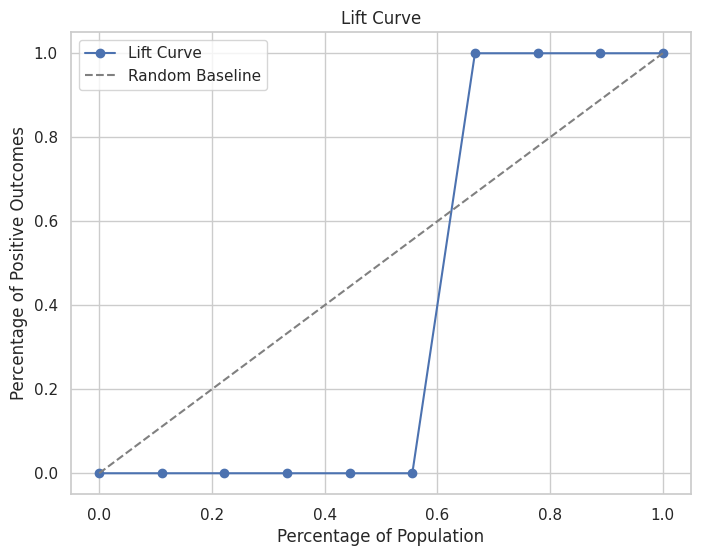 Lift Curve
Lift Curve
Random Baseline
Percentage of Positive Outcomes
1.0
0.8
0.6
0.4
0.2
0.0
0.0 0.2 0.4 0.6 0.8 1.0
Percentage of Population